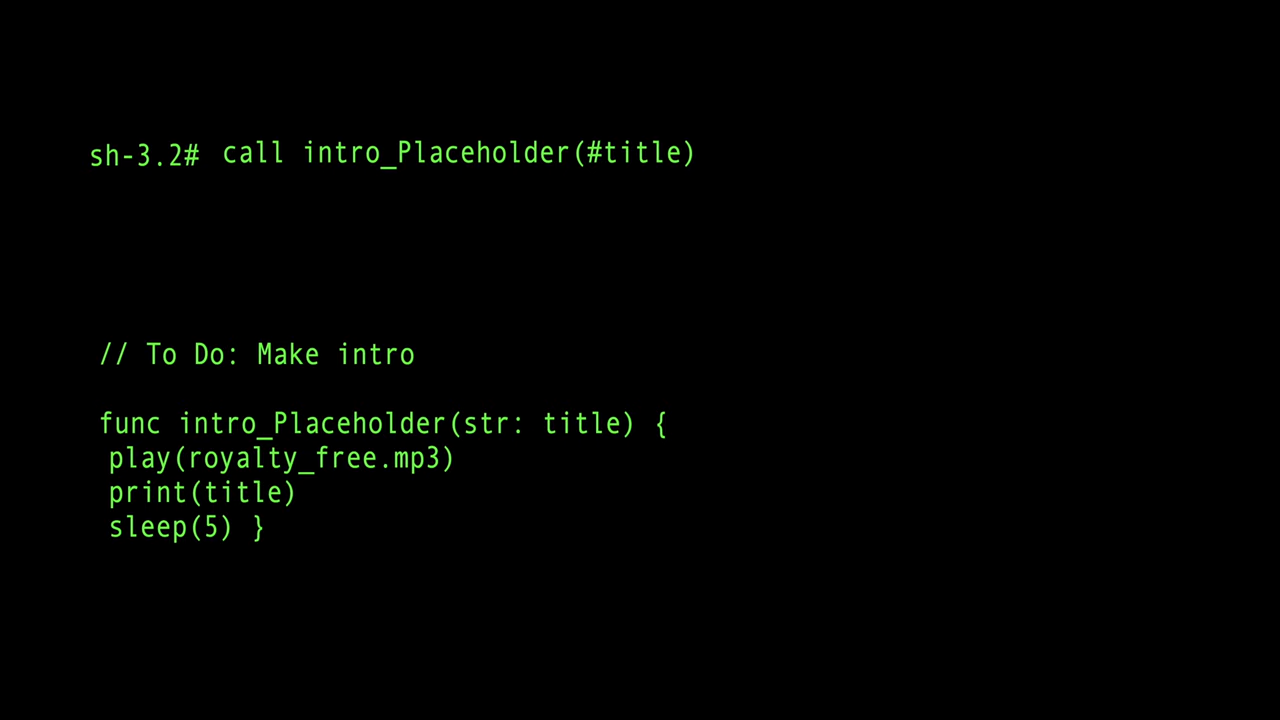 sh-3.2# call intro_Placeholder(#title)
// To Do: Make intro
func intro_Placeholder(str: title) {
play(royalty_free.mp3)
print(title)
sleep(5) }